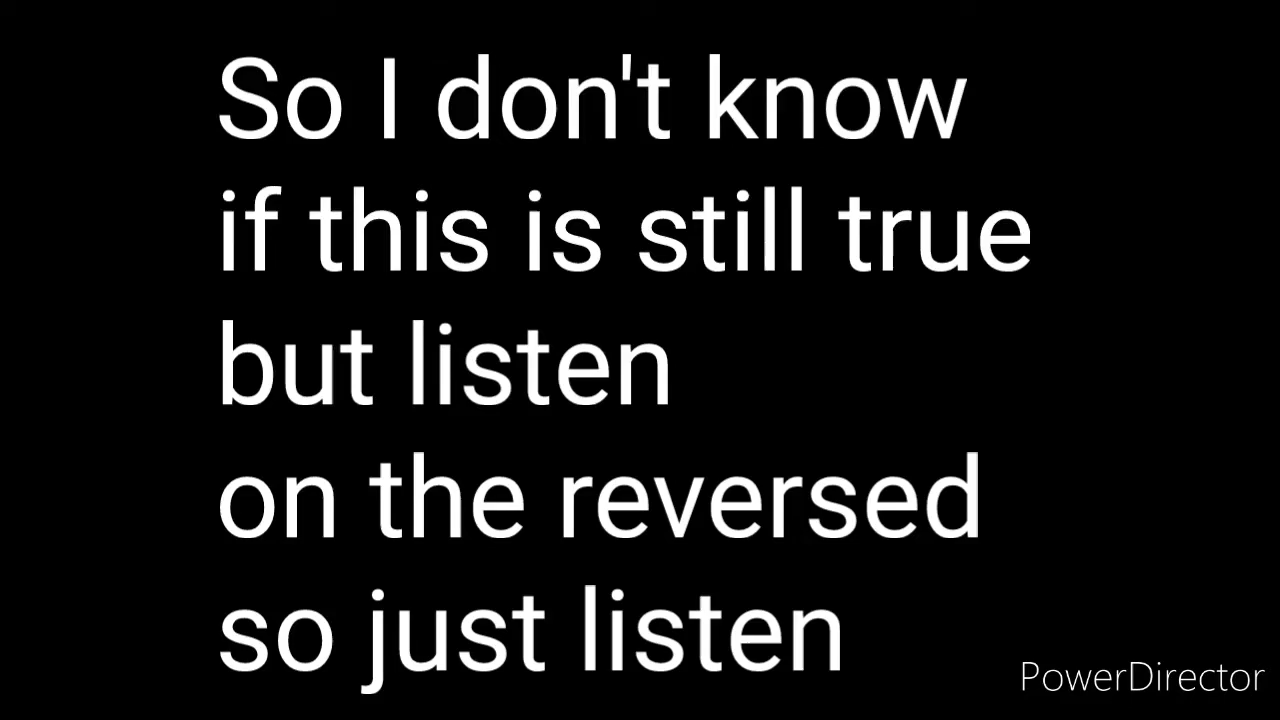 So I don't know
if this is still true
but listen
on the reversed
so just listen
PowerDirector